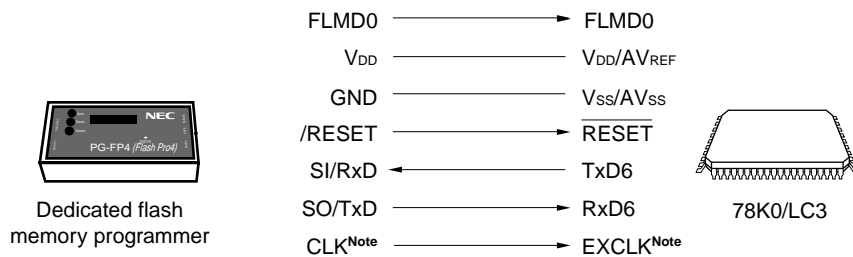 FLMD0 FLMD0
VDD VDD/AVREF
GND VSS/AVSS
/RESET RESET
SI/RxD TxD6
SO/TxD RxD6
CLKNote EXCLKNote
NEC
PG-FP4 (Flash Pro4)
Dedicated flash
memory programmer
78K0/LC3